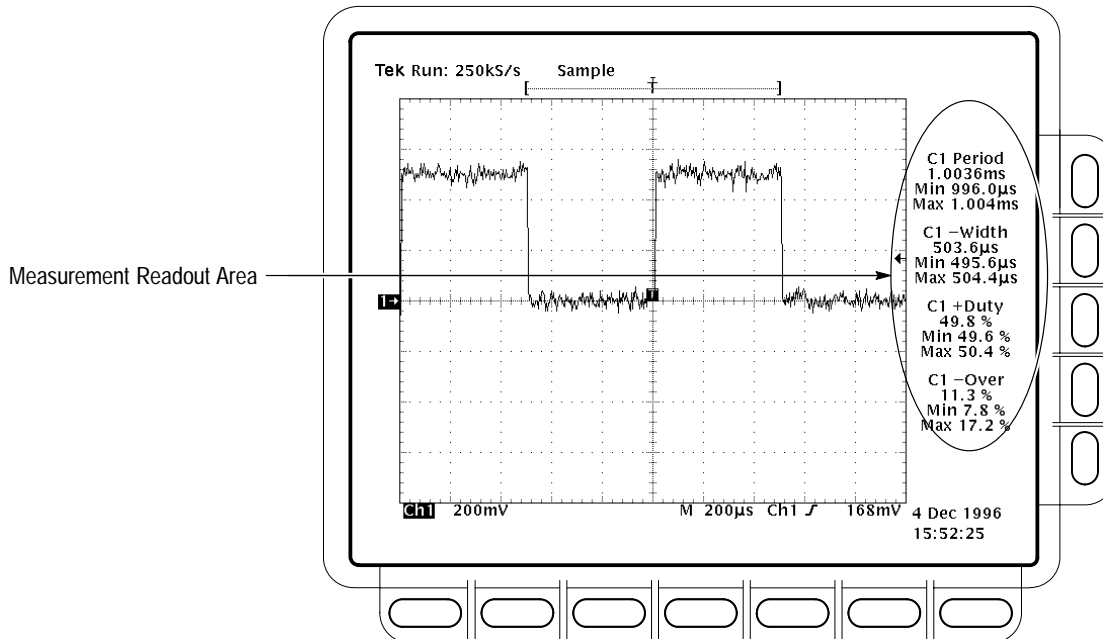 Tek Run: 250kS/s Sample
[ T ]
C1 Period
1.0036ms
Min 996.0µs
Max 1.004ms
C1 −Width
503.6µs
Min 495.6µs
Max 504.4µs
C1 +Duty
49.8 %
Min 49.6 %
Max 50.4 %
C1 −Over
11.3 %
Min 7.8 %
Max 17.2 %
Measurement Readout Area
1→
T
Ch1 200mV M 200µs Ch1 ƒ 168mV
4 Dec 1996
15:52:25